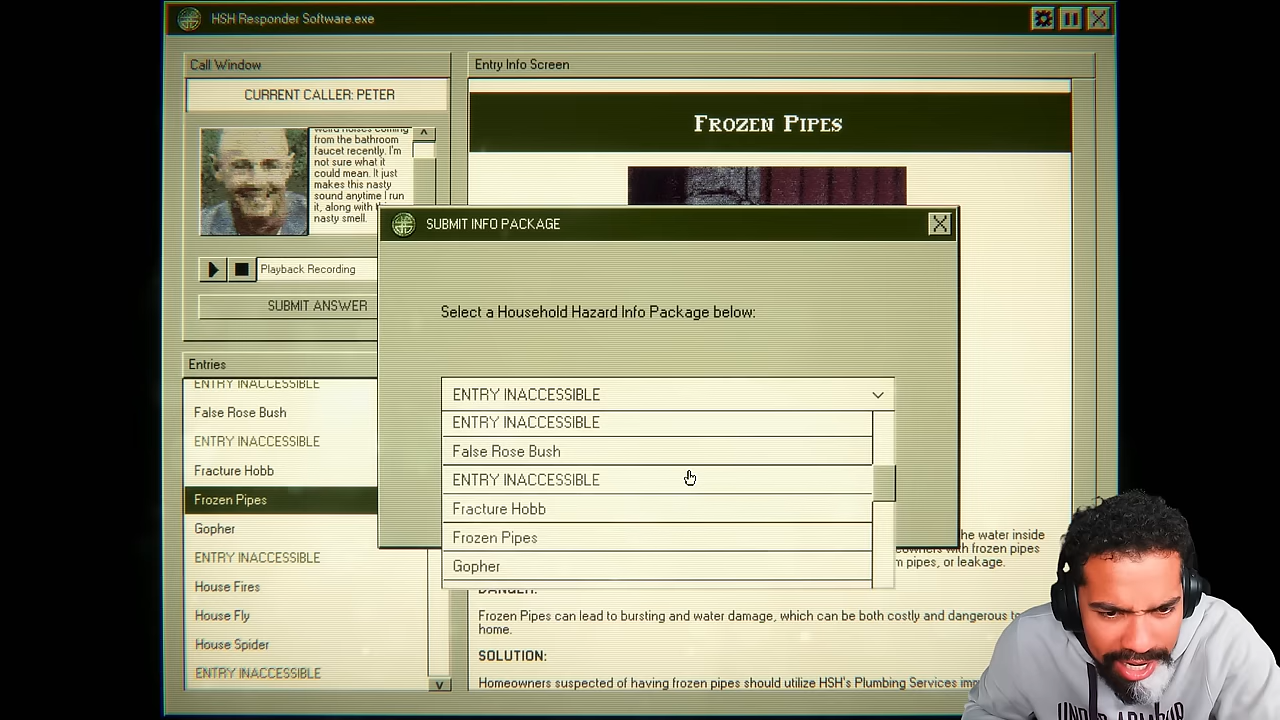 HSH Responder Software.exe
Call Window
Entry Info Screen
CURRENT CALLER: PETER
FROZEN PIPES
weird noises coming
from the bathroom
faucet recently. I'm
not sure what it
could mean. It just
makes this nasty
sound anytime I run
it, along with
nasty smell.
SUBMIT INFO PACKAGE
Playback Recording
SUBMIT ANSWER
Select a Household Hazard Info Package below:
Entries
ENTRY INACCESSIBLE
False Rose Bush
ENTRY INACCESSIBLE
Fracture Hobb
Frozen Pipes
Gopher
ENTRY INACCESSIBLE
House Fires
House Fly
House Spider
ENTRY INACCESSIBLE
ENTRY INACCESSIBLE
ENTRY INACCESSIBLE
False Rose Bush
ENTRY INACCESSIBLE
Fracture Hobb
Frozen Pipes
Gopher
the water inside
with frozen pipes
pipes, or leakage.
DANGER:
Frozen Pipes can lead to bursting and water damage, which can be both costly and dangerous to
home.
SOLUTION:
Homeowners suspected of having frozen pipes should utilize HSH's Plumbing Services